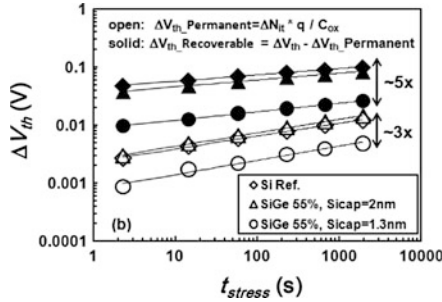 open: ΔVth_Permanent=ΔNit * q / Cox
solid: ΔVth_Recoverable = ΔVth - ΔVth_Permanent
1
0.1
0.01
0.001
0.0001
ΔVth (V)
~5x
~3x
(b)
Si Ref.
SiGe 55%, Sicap=2nm
SiGe 55%, Sicap=1.3nm
1 10 100 1000 10000
tstress (s)